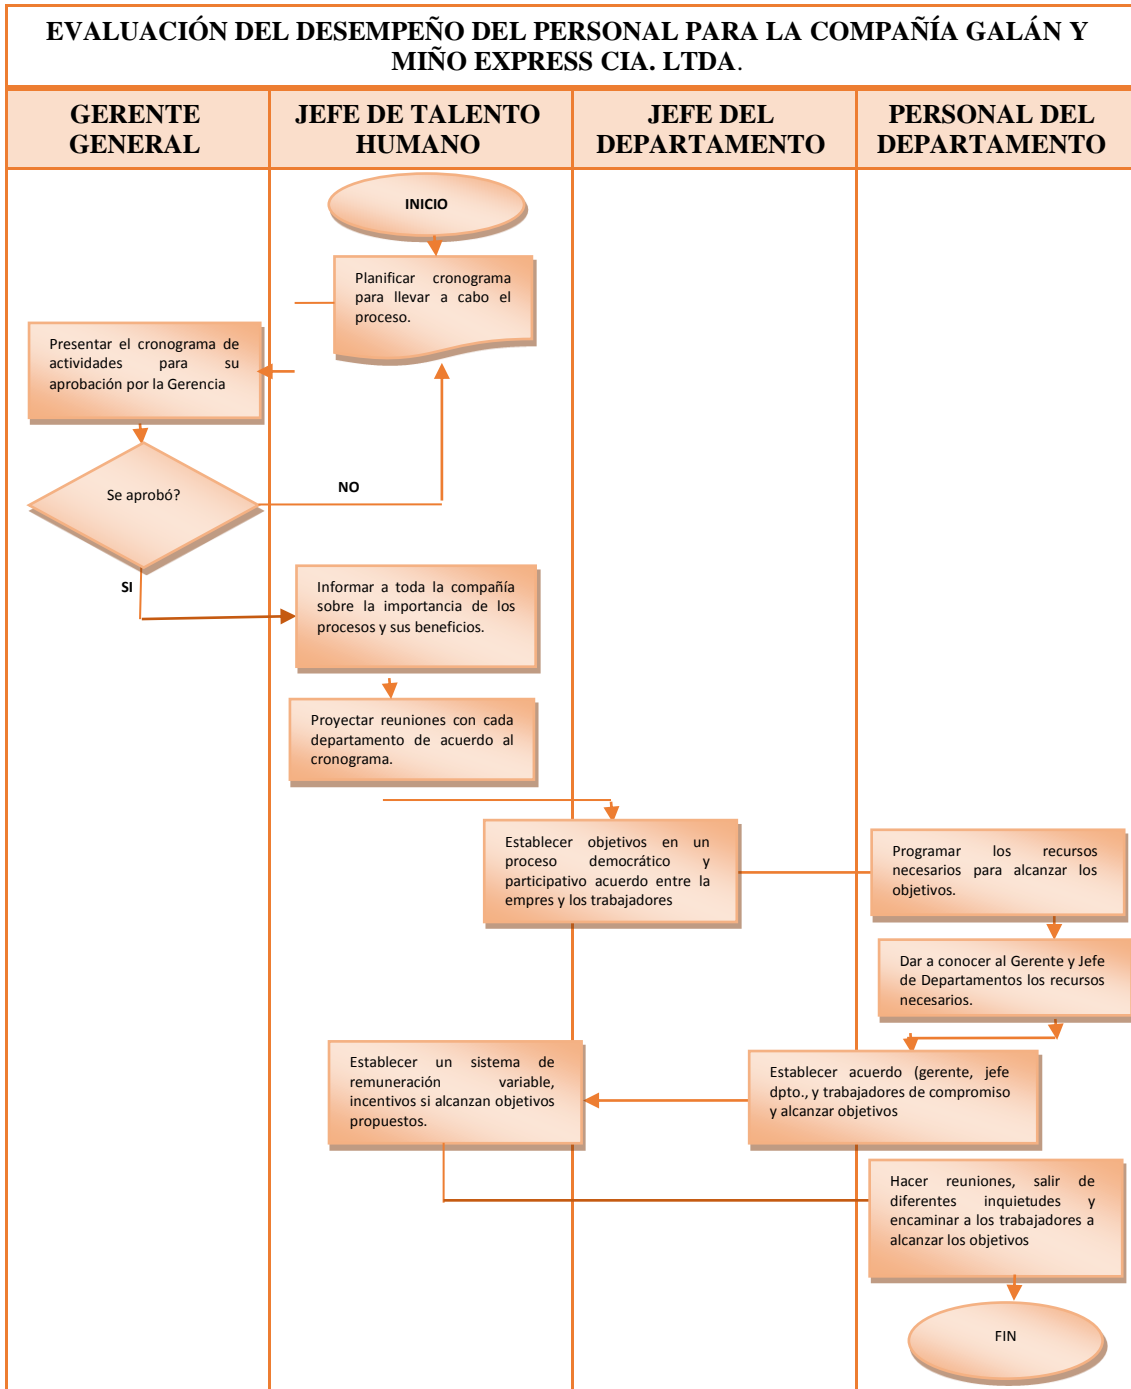 EVALUACIÓN DEL DESEMPEÑO DEL PERSONAL PARA LA COMPAÑÍA GALÁN Y
MIÑO EXPRESS CIA. LTDA.
GERENTE
GENERAL
JEFE DE TALENTO
HUMANO
JEFE DEL
DEPARTAMENTO
PERSONAL DEL
DEPARTAMENTO
INICIO
Planificar cronograma
para llevar a cabo el
proceso.
Presentar el cronograma de
actividades para su
aprobación por la Gerencia
Se aprobó?
NO
SI
Informar a toda la compañía
sobre la importancia de los
procesos y sus beneficios.
Proyectar reuniones con cada
departamento de acuerdo al
cronograma.
Establecer objetivos en un
proceso democrático y
participativo acuerdo entre la
empres y los trabajadores
Programar los recursos
necesarios para alcanzar los
objetivos.
Dar a conocer al Gerente y Jefe
de Departamentos los recursos
necesarios.
Establecer acuerdo (gerente, jefe
dpto., y trabajadores de compromiso
y alcanzar objetivos
Establecer un sistema de
remuneración variable,
incentivos si alcanzan objetivos
propuestos.
Hacer reuniones, salir de
diferentes inquietudes y
encaminar a los trabajadores a
alcanzar los objetivos
FIN